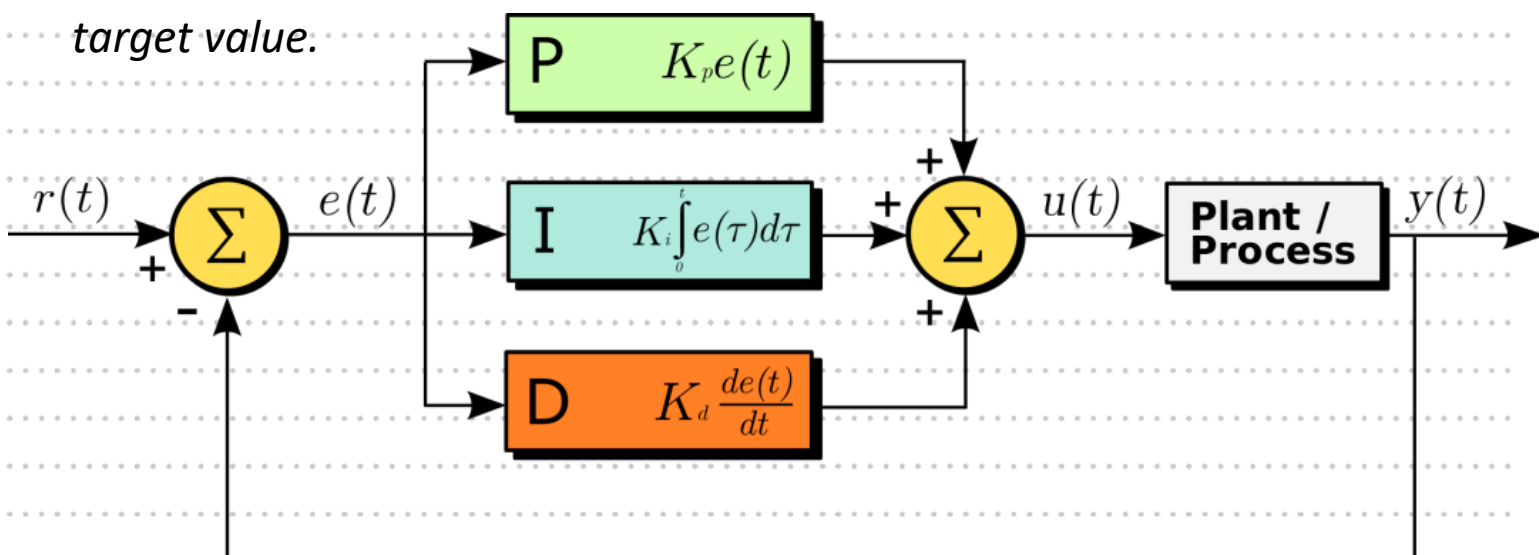 target value.
P K_p e(t)
r(t)
Σ
e(t)
I K_i ∫_0^t e(τ)dτ
D K_d de(t)/dt
+
-
+
+
+
Σ
u(t)
Plant /
Process
y(t)